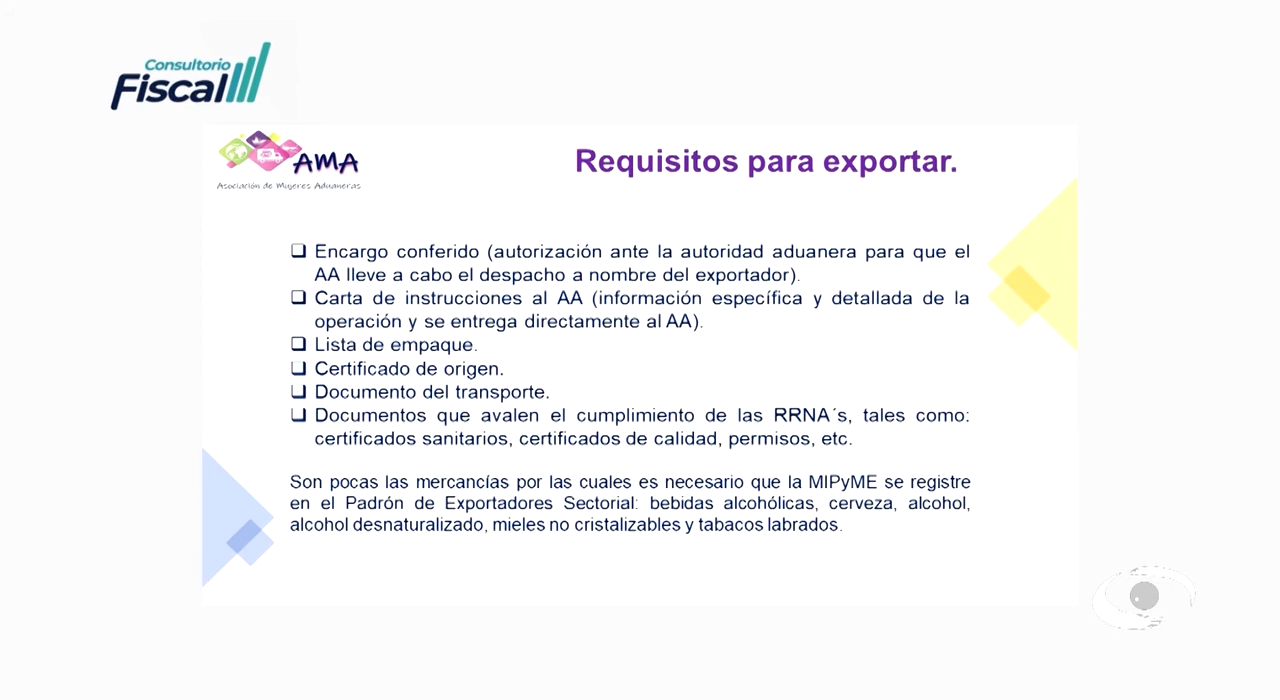 Consultorio
Fiscal
AMA
Asociación de Mujeres Aduaneras
Requisitos para exportar.
❑ Encargo conferido (autorización ante la autoridad aduanera para que el
AA lleve a cabo el despacho a nombre del exportador).
❑ Carta de instrucciones al AA (información específica y detallada de la
operación y se entrega directamente al AA).
❑ Lista de empaque.
❑ Certificado de origen.
❑ Documento del transporte.
❑ Documentos que avalen el cumplimiento de las RRNA´s, tales como:
certificados sanitarios, certificados de calidad, permisos, etc.
Son pocas las mercancías por las cuales es necesario que la MIPyME se registre
en el Padrón de Exportadores Sectorial: bebidas alcohólicas, cerveza, alcohol,
alcohol desnaturalizado, mieles no cristalizables y tabacos labrados.